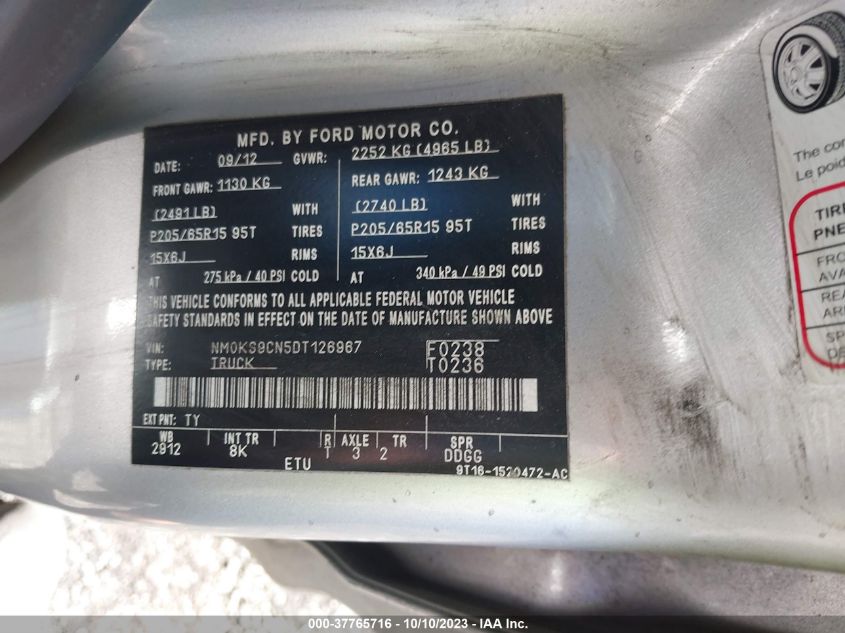 MFD. BY FORD MOTOR CO.
DATE: 09/12 GVWR: 2252 KG (4965 LB)
FRONT GAWR: 1130 KG REAR GAWR: 1243 KG
(2491 LB) WITH (2740 LB) WITH
P205/65R15 95T TIRES P205/65R15 95T TIRES
15X6J RIMS 15X6J RIMS
AT 275 kPa / 40 PSI COLD AT 340 kPa / 49 PSI COLD
THIS VEHICLE CONFORMS TO ALL APPLICABLE FEDERAL MOTOR VEHICLE
SAFETY STANDARDS IN EFFECT ON THE DATE OF MANUFACTURE SHOWN ABOVE
VIN: NM0KS9CN5DT126967 F0238
TYPE: TRUCK T0236
EXT PNT: TY
WB INT TR R AXLE TR SPR
2912 8K T 3 2 DDGG
ETU 9T16-1520472-AC
The con
Le poid
TIRE
PNE
FRO
AVA
REA
ARR
SP
DE
000-37765716 - 10/10/2023 - IAA Inc.